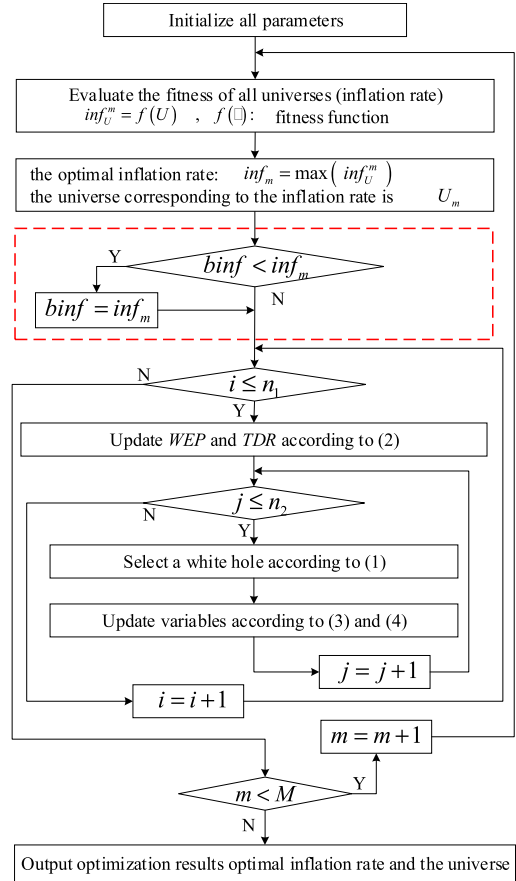 Initialize all parameters
Evaluate the fitness of all universes (inflation rate)
inf_U^m = f(U) , f(□): fitness function
the optimal inflation rate: inf_m = max(inf_U^m)
the universe corresponding to the inflation rate is U_m
Y
binf < inf_m
N
binf = inf_m
N
i ≤ n_1
Y
Update WEP and TDR according to (2)
j ≤ n_2
N
Y
Select a white hole according to (1)
Update variables according to (3) and (4)
j = j+1
i = i+1
m = m+1
m < M
Y
N
Output optimization results optimal inflation rate and the universe